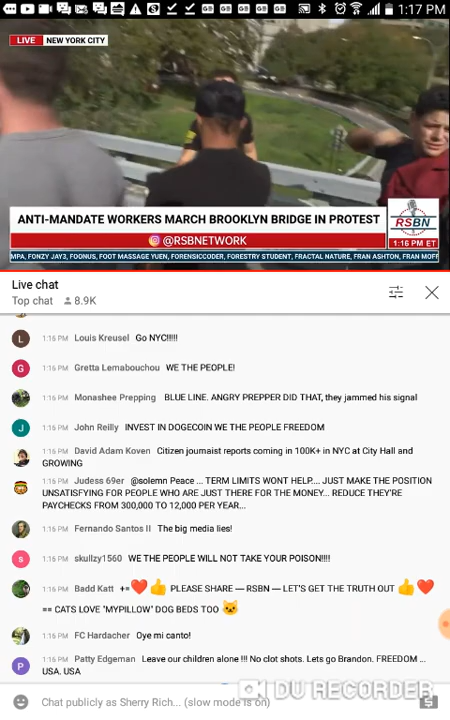 1:17 PM
LIVE NEW YORK CITY
ANTI-MANDATE WORKERS MARCH BROOKLYN BRIDGE IN PROTEST
RSBN
@RSBNETWORK
1:16 PM ET
MPA, FONZY JAY3, FOONUS, FOOT MASSAGE YUEN, FORENSICCODER, FORESTRY STUDENT, FRACTAL NATURE, FRAN ASHTON, FRAN MOFF
Live chat
Top chat 8.9K
1:16 PM Louis Kreusel Go NYC!!!!!
1:16 PM Gretta Lemabouchou WE THE PEOPLE!
1:16 PM Monashee Prepping BLUE LINE. ANGRY PREPPER DID THAT, they jammed his signal
1:16 PM John Reilly INVEST IN DOGECOIN WE THE PEOPLE FREEDOM
1:16 PM David Adam Koven Citizen journalist reports coming in 100K+ in NYC at City Hall and
GROWING
1:16 PM Judess 69er @solemn Peace ... TERM LIMITS WONT HELP.... JUST MAKE THE POSITION
UNSATISFYING FOR PEOPLE WHO ARE JUST THERE FOR THE MONEY... REDUCE THEY'RE
PAYCHECKS FROM 300,000 TO 12,000 PER YEAR...
1:16 PM Fernando Santos II The big media lies!
1:16 PM skullzy1560 WE THE PEOPLE WILL NOT TAKE YOUR POISON!!!!
1:16 PM Badd Katt +=❤️👍 PLEASE SHARE — RSBN — LET'S GET THE TRUTH OUT 👍❤️
== CATS LOVE "MYPILLOW" DOG BEDS TOO 🐱
1:16 PM FC Hardacher Oye mi canto!
1:16 PM Patty Edgeman Leave our children alone !!! No clot shots. Lets go Brandon. FREEDOM ...
USA. USA
Chat publicly as Sherry Rich... (slow mode is on)
DU RECORDER